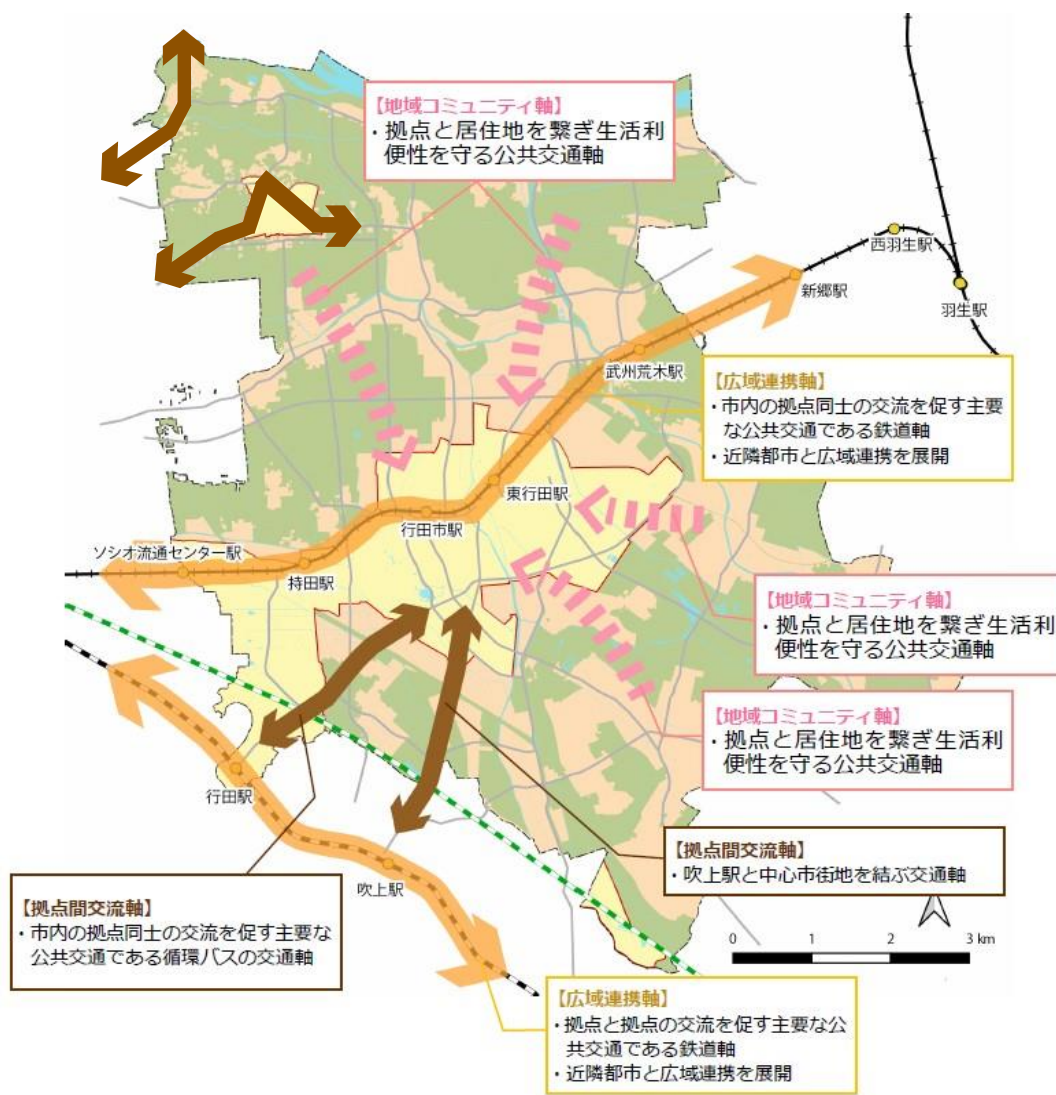 【地域コミュニティ軸】
・拠点と居住地を繋ぎ生活利
便性を守る公共交通軸
西羽生駅
新郷駅
羽生駅
武州荒木駅
【広域連携軸】
・市内の拠点同士の交流を促す主要
な公共交通である鉄道軸
・近隣都市と広域連携を展開
東行田駅
行田市駅
ソシオ流通センター駅
持田駅
【地域コミュニティ軸】
・拠点と居住地を繋ぎ生活利
便性を守る公共交通軸
【地域コミュニティ軸】
・拠点と居住地を繋ぎ生活利
便性を守る公共交通軸
行田駅
【拠点間交流軸】
・吹上駅と中心市街地を結ぶ交通軸
吹上駅
【拠点間交流軸】
・市内の拠点同士の交流を促す主要な
公共交通である循環バスの交通軸
0 1 2 3 km
【広域連携軸】
・拠点と拠点の交流を促す主要な公
共交通である鉄道軸
・近隣都市と広域連携を展開